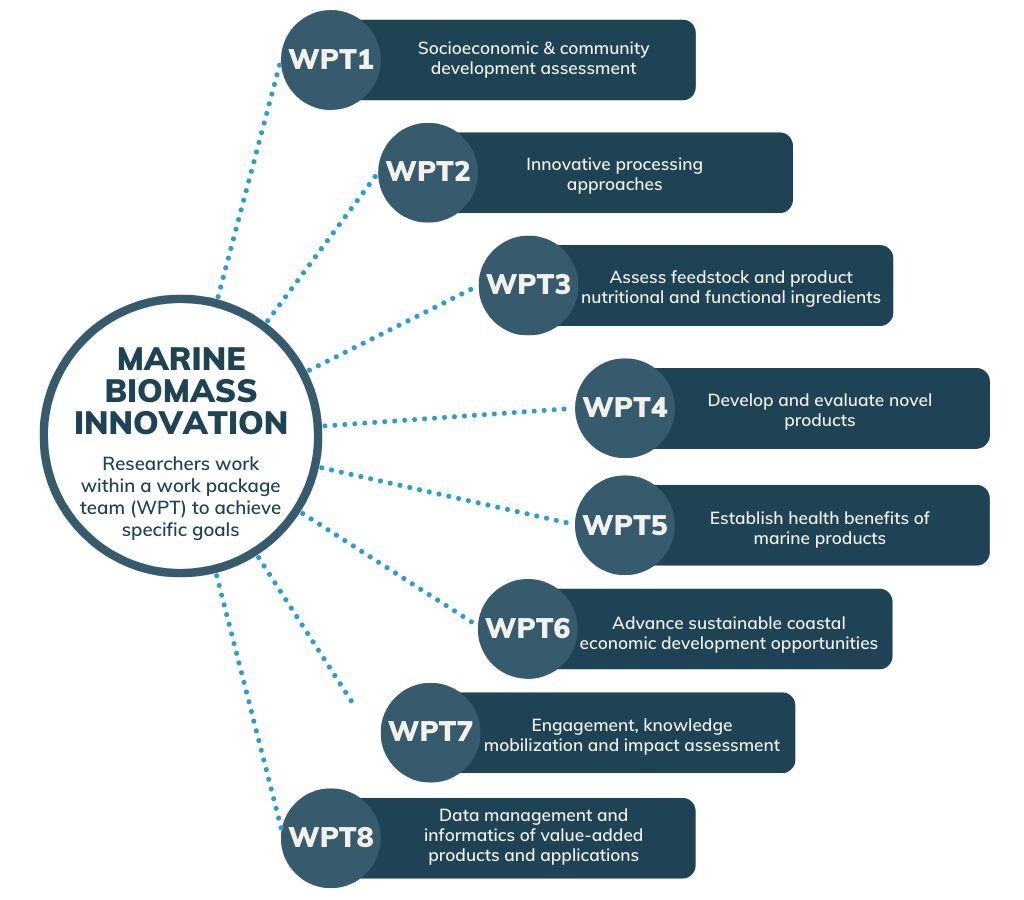 WPT1
Socioeconomic & community
development assessment
WPT2
Innovative processing
approaches
WPT3
Assess feedstock and product
nutritional and functional ingredients
MARINE
BIOMASS
INNOVATION
Researchers work
within a work package
team (WPT) to achieve
specific goals
WPT4
Develop and evaluate novel
products
WPT5
Establish health benefits of
marine products
WPT6
Advance sustainable coastal
economic development opportunities
WPT7
Engagement, knowledge
mobilization and impact assessment
WPT8
Data management and
informatics of value-added
products and applications